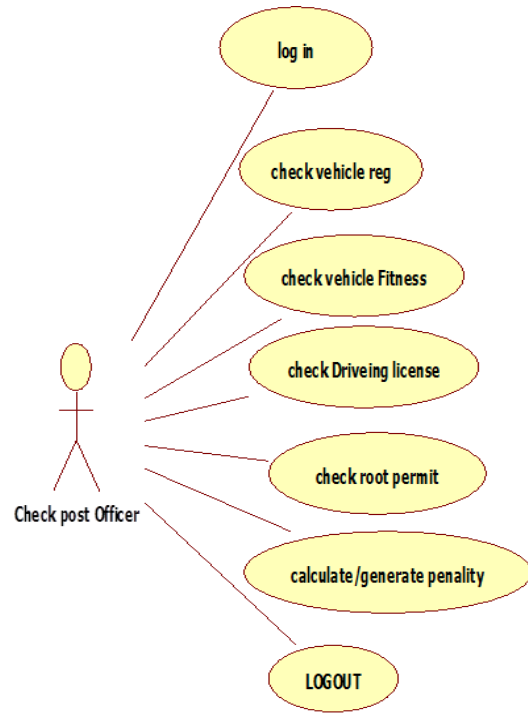 log in
check vehicle reg
check vehicle Fitness
check Driveing license
check root permit
Check post Officer
calculate/generate penality
LOGOUT